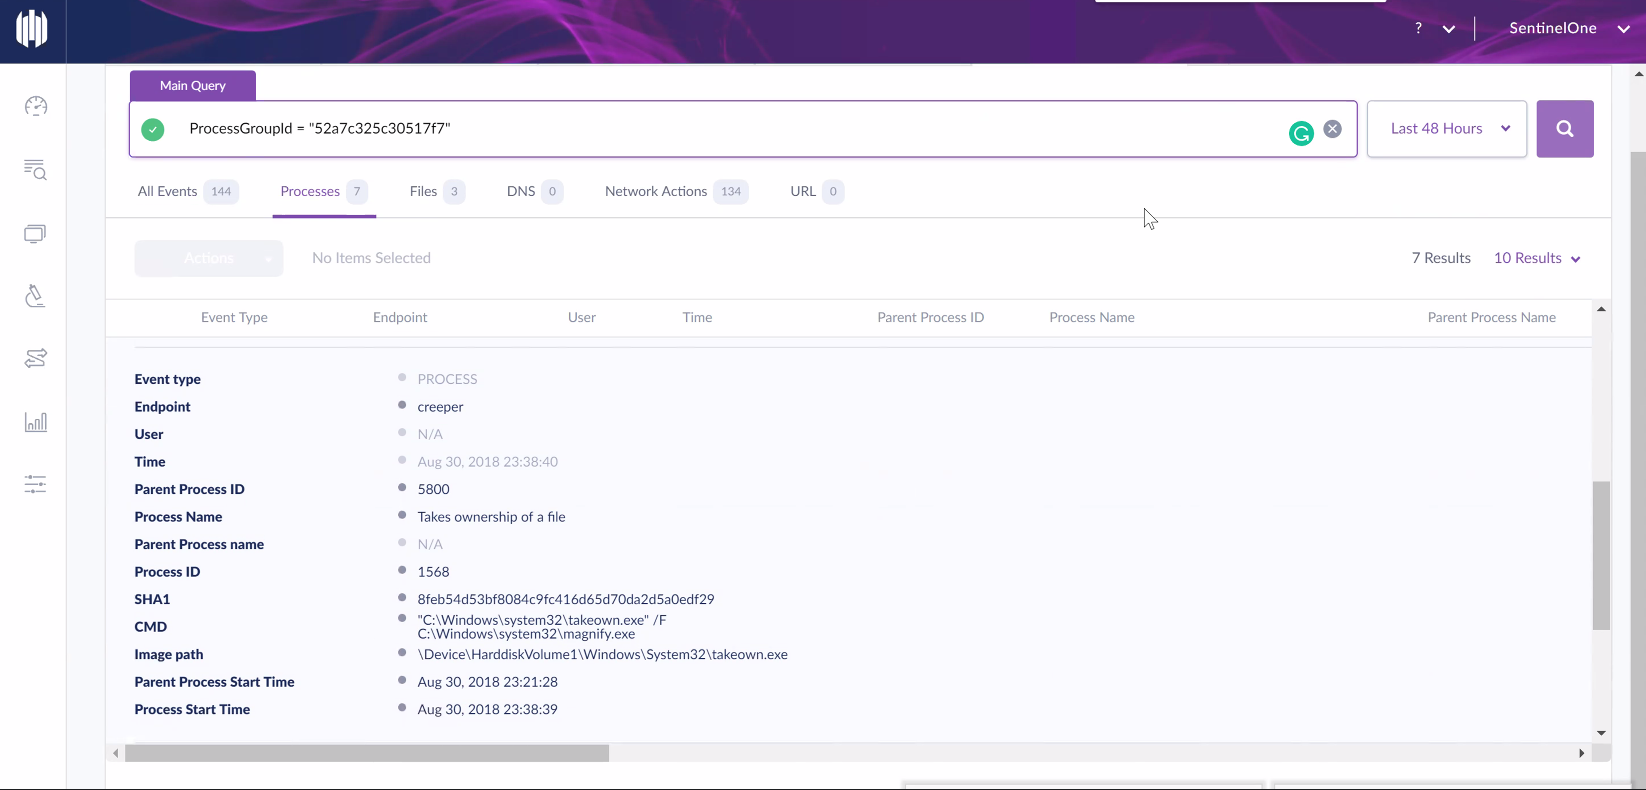 ? SentinelOne
Main Query
ProcessGroupId = "52a7c325c30517f7"
Last 48 Hours
All Events 144 Processes 7 Files 3 DNS 0 Network Actions 134 URL 0
Actions No Items Selected 7 Results 10 Results
Event Type Endpoint User Time Parent Process ID Process Name Parent Process Name
Event type PROCESS
Endpoint creeper
User N/A
Time Aug 30, 2018 23:38:40
Parent Process ID 5800
Process Name Takes ownership of a file
Parent Process name N/A
Process ID 1568
SHA1 8feb54d53bf8084c9fc416d65d70da2d5a0edf29
CMD "C:\Windows\system32\takeown.exe" /F
C:\Windows\system32\magnify.exe
Image path \Device\HarddiskVolume1\Windows\System32\takeown.exe
Parent Process Start Time Aug 30, 2018 23:21:28
Process Start Time Aug 30, 2018 23:38:39